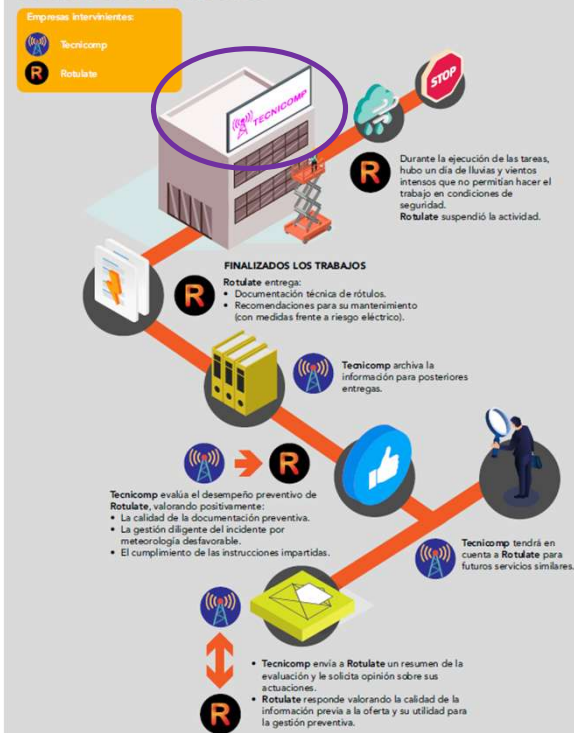 Empresas Intervinientes:
Tecnicomp
R
Rotulate
TECNICOMP
STOP
R
Durante la ejecución de las tareas,
hubo un día de lluvias y vientos
intensos que no permitían hacer el
trabajo en condiciones de
seguridad.
Rotulate suspendió la actividad.
FINALIZADOS LOS TRABAJOS
R
Rotulate entrega:
• Documentación técnica de rótulos.
• Recomendaciones para su mantenimiento
(con medidas frente a riesgo eléctrico).
Tecnicomp archiva la
información para posteriores
entregas.
R
Tecnicomp evalúa el desempeño preventivo de
Rotulate, valorando positivamente:
• La calidad de la documentación preventiva.
• La gestión diligente del incidente por
meteorología desfavorable.
• El cumplimiento de las instrucciones impartidas.
Tecnicomp tendrá en
cuenta a Rotulate para
futuros servicios similares.
• Tecnicomp envía a Rotulate un resumen de la
evaluación y le solicita opinión sobre sus
actuaciones.
R
• Rotulate responde valorando la calidad de la
información previa a la oferta y su utilidad para
la gestión preventiva.